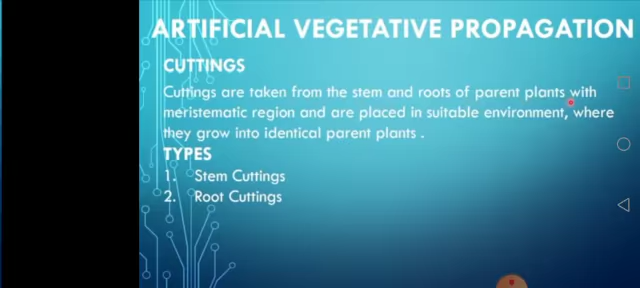 ARTIFICIAL VEGETATIVE PROPAGATION
CUTTINGS
Cuttings are taken from the stem and roots of parent plants with
meristematic region and are placed in suitable environment, where
they grow into identical parent plants .
TYPES
1. Stem Cuttings
2. Root Cuttings